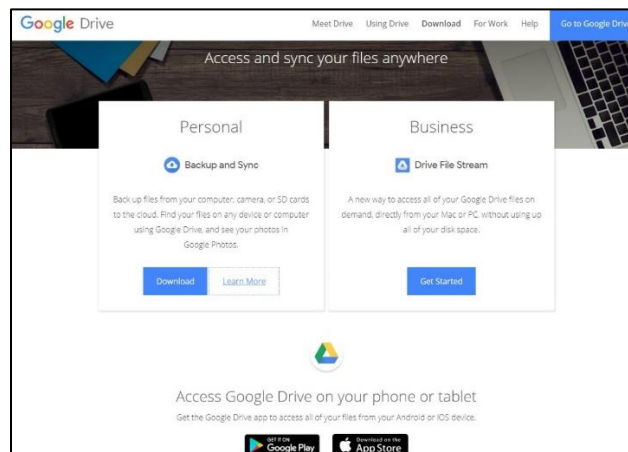 Google Drive
Meet Drive Using Drive Download For Work Help Go to Google Drive
Access and sync your files anywhere
Personal
Backup and Sync
Back up files from your computer, camera, or SD cards
to the cloud. Find your files on any device or computer
using Google Drive, and see your photos in
Google Photos.
Download Learn More
Business
Drive File Stream
A new way to access all of your Google Drive files on
demand, directly from your Mac or PC, without using up
all of your disk space.
Get Started
Access Google Drive on your phone or tablet
Get the Google Drive app to access all of your files from your Android or iOS device.
GET IT ON
Google Play
Download on the
App Store